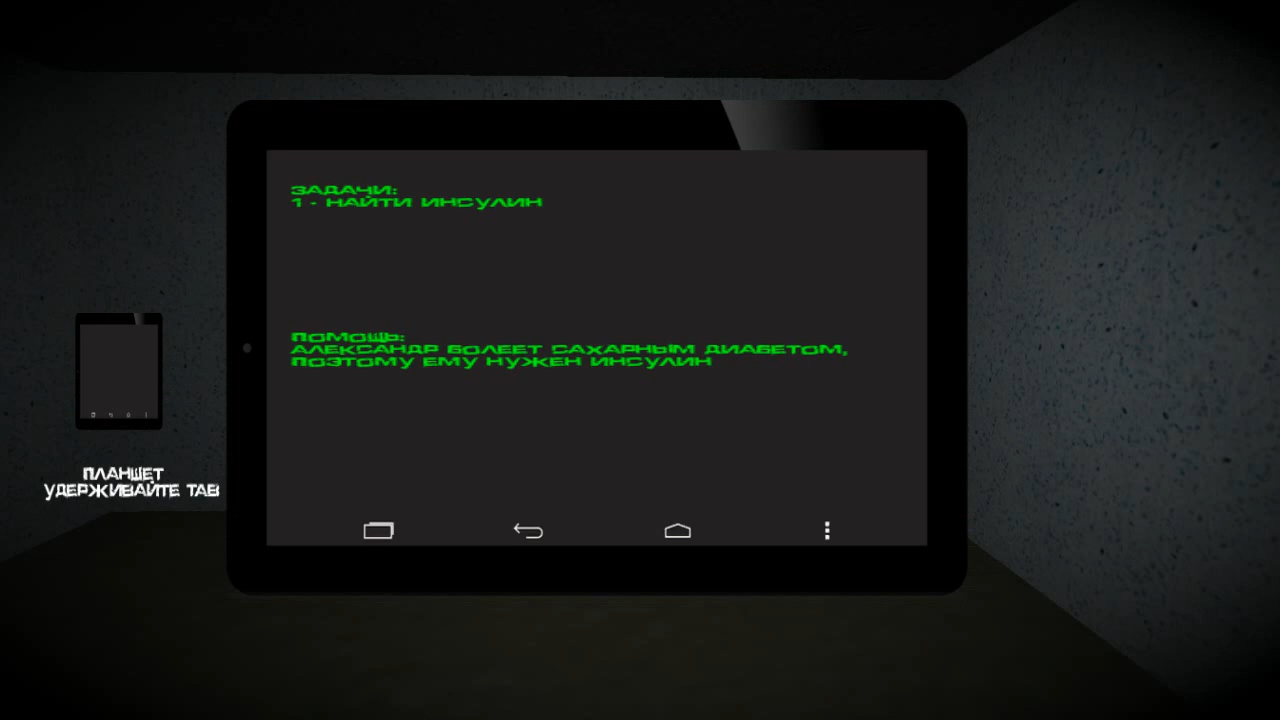 ЗАДАЧИ:
1 - НАЙТИ ИНСУЛИН
ПОМОЩЬ:
АЛЕКСАНДР БОЛЕЕТ САХАРНЫМ ДИАБЕТОМ,
ПОЭТОМУ ЕМУ НУЖЕН ИНСУЛИН
ПЛАНШЕТ
УДЕРЖИВАЙТЕ TAB